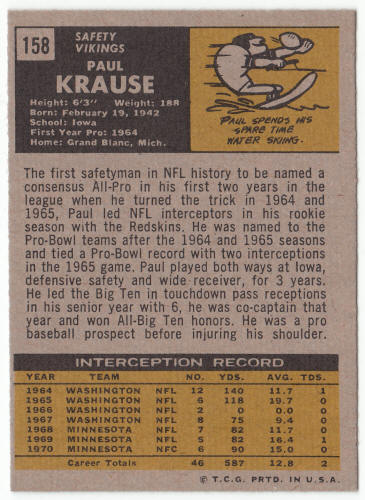 158
SAFETY
VIKINGS
PAUL
KRAUSE
Height: 6'3" Weight: 188
Born: February 19, 1942
School: Iowa
First Year Pro: 1964
Home: Grand Blanc, Mich.
PAUL SPENDS HIS
SPARE TIME
WATER SKIING.
The first safetyman in NFL history to be named a
consensus All-Pro in his first two years in the
league when he turned the trick in 1964 and
1965, Paul led NFL interceptors in his rookie
season with the Redskins. He was named to the
Pro-Bowl teams after the 1964 and 1965 seasons
and tied a Pro-Bowl record with two interceptions
in the 1965 game. Paul played both ways at Iowa,
defensive safety and wide receiver, for 3 years.
He led the Big Ten in touchdown pass receptions
in his senior year with 6, he was co-captain that
year and won All-Big Ten honors. He was a pro
baseball prospect before injuring his shoulder.
INTERCEPTION RECORD
YEAR TEAM NO. YDS. AVG. TDS.
1964 WASHINGTON NFL 12 140 11.7 1
1965 WASHINGTON NFL 6 118 19.7 0
1966 WASHINGTON NFL 2 0 0
1967 WASHINGTON NFL 8 75 9.4 0
1968 MINNESOTA NFL 7 82 11.7 0
1969 MINNESOTA NFL 5 82 16.4 1
1970 MINNESOTA NFC 6 90 15.0 0
Career Totals 46 587 12.8 2
© T.C.G. PRTD. IN U.S.A.